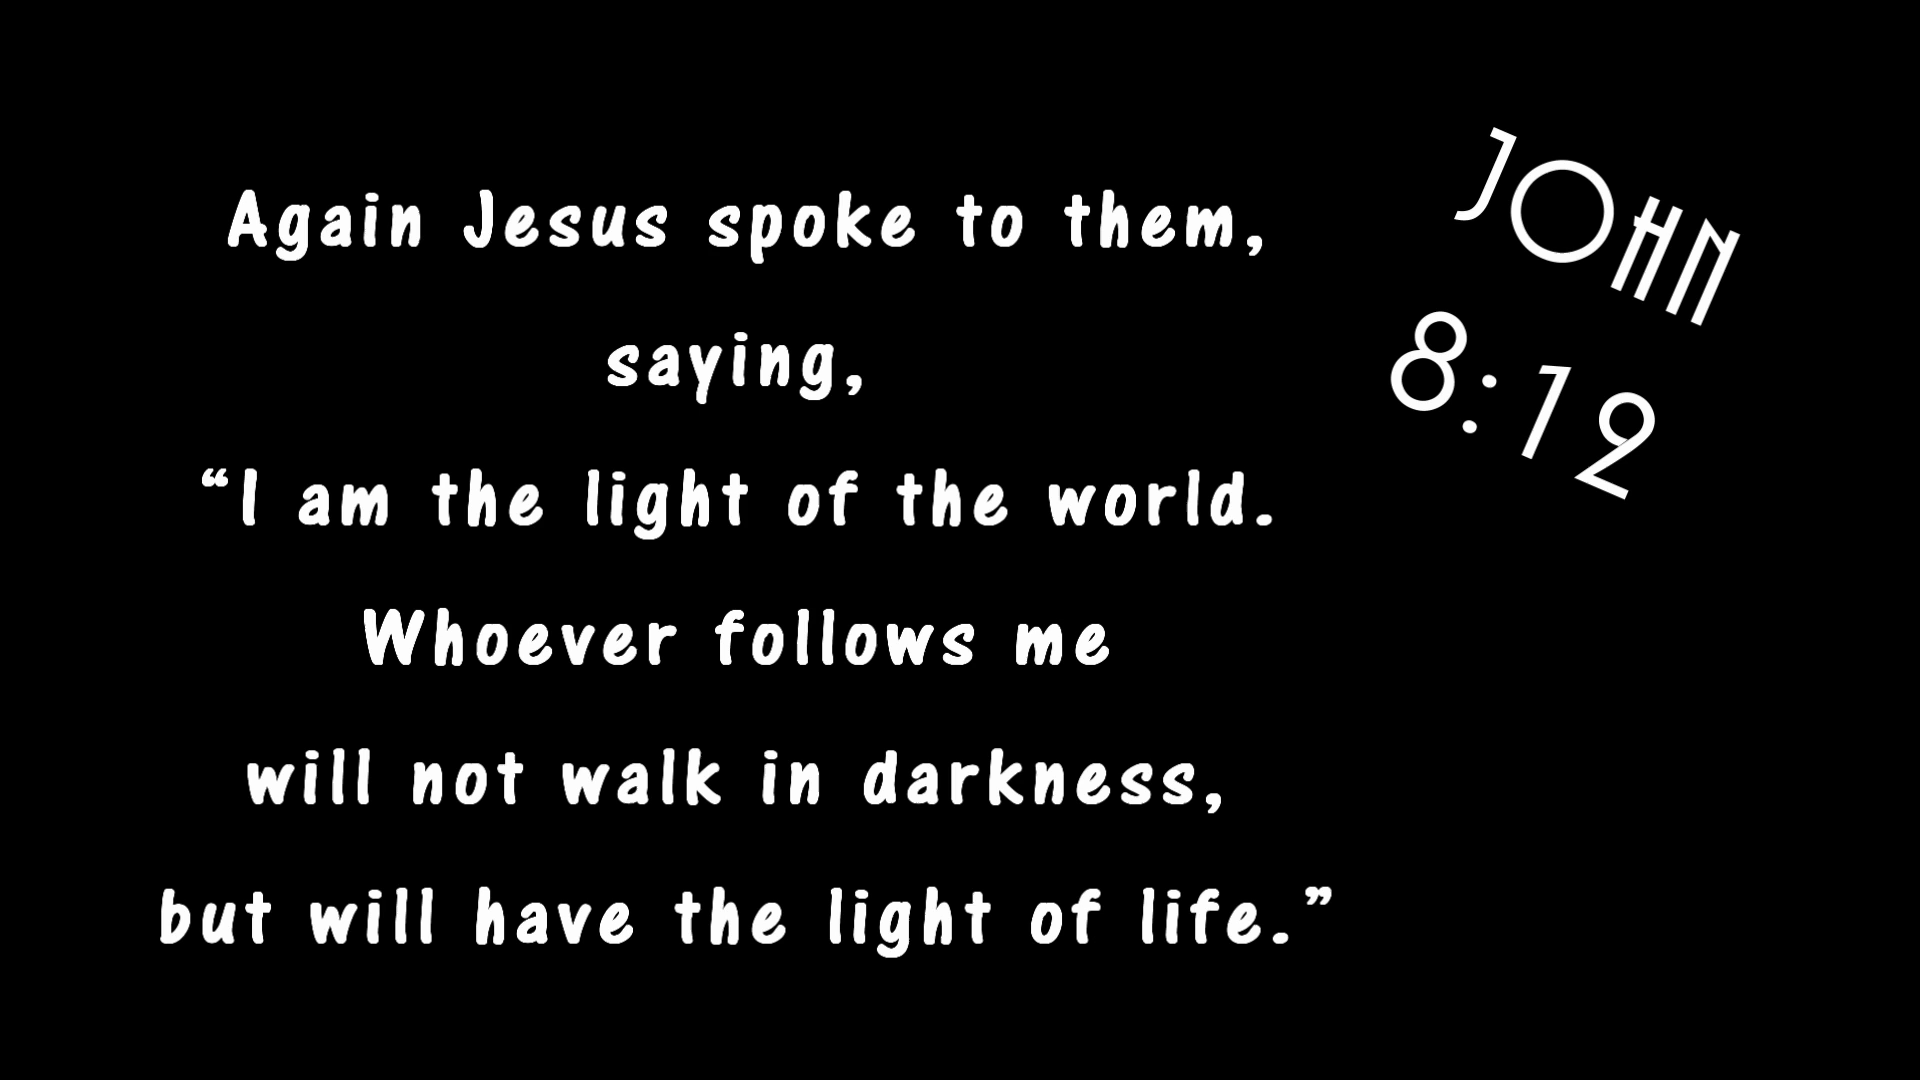 Again Jesus spoke to them,
saying,
“I am the light of the world.
Whoever follows me
will not walk in darkness,
but will have the light of life.”
JOHN
8:12